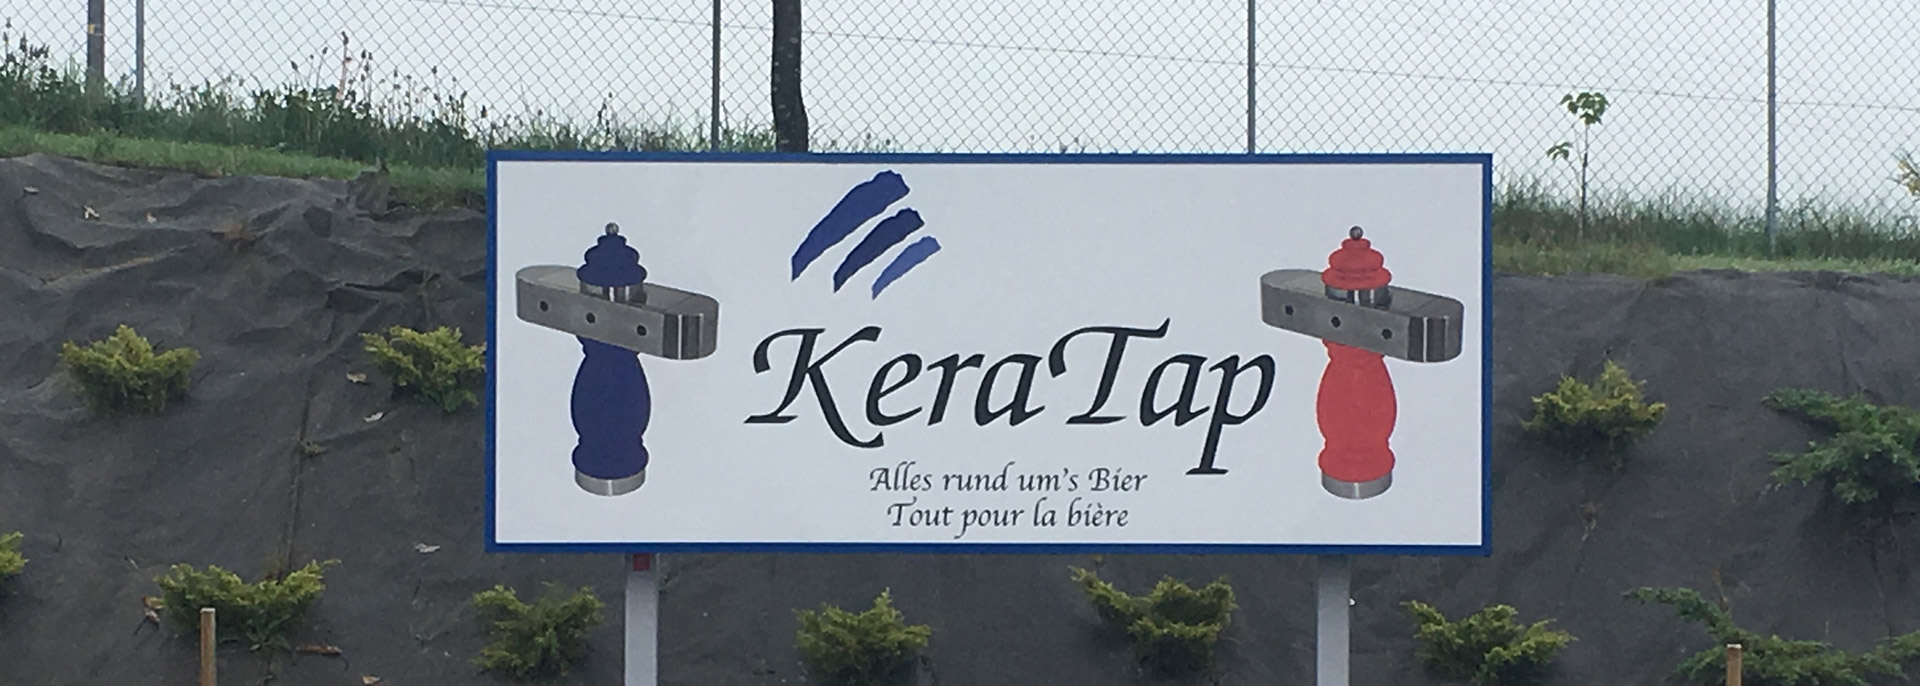 KeraTap
Alles rund um's Bier
Tout pour la bière